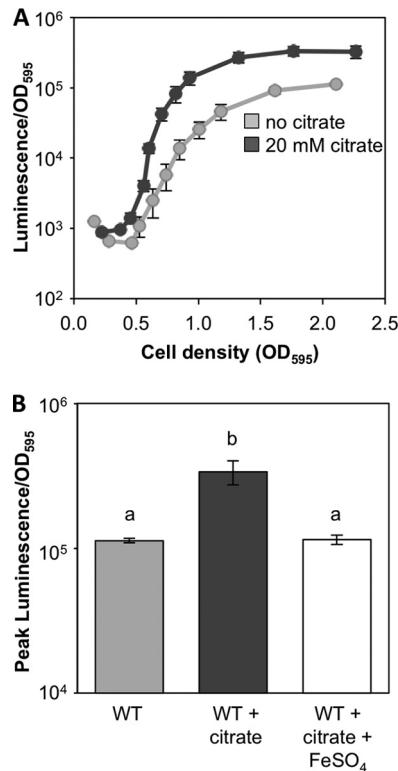 A
Luminescence/OD₅₉₅
10⁶
10⁵
10⁴
10³
10²
no citrate
20 mM citrate
0.0 0.5 1.0 1.5 2.0 2.5
Cell density (OD₅₉₅)
B
Peak Luminescence/OD₅₉₅
10⁶
10⁵
10⁴
a
b
a
WT
WT +
citrate
WT +
citrate +
FeSO₄